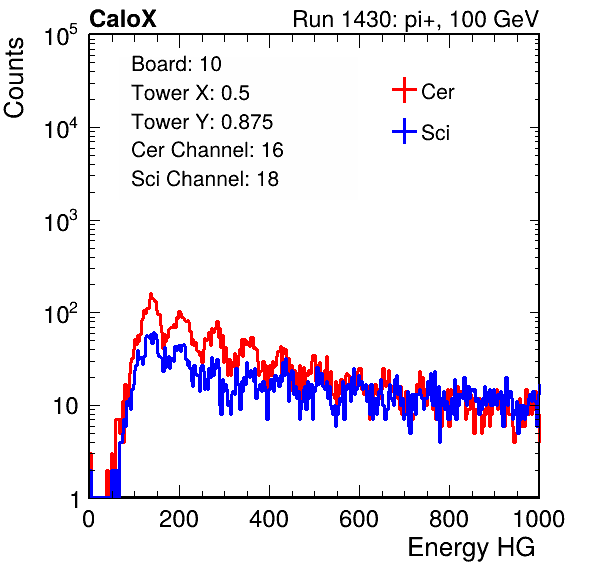 CaloX Run 1430: pi+, 100 GeV
Board: 10
Tower X: 0.5
Tower Y: 0.875
Cer Channel: 16
Sci Channel: 18
Cer
Sci
Counts
10^5
10^4
10^3
10^2
10
1
0 200 400 600 800 1000
Energy HG